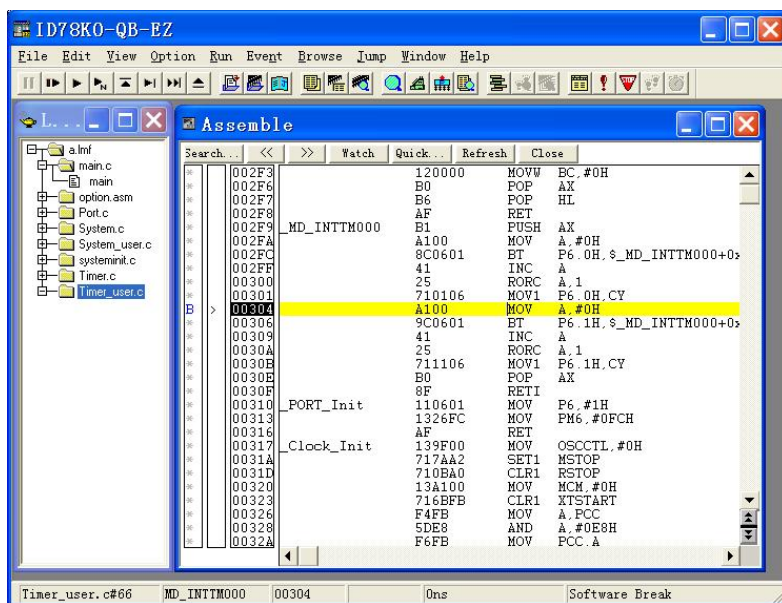 ID78K0-QB-EZ
File Edit View Option Run Event Browse Jump Window Help
L...
a.lmf
main.c
main
option.asm
Port.c
System.c
System_user.c
systeminit.c
Timer.c
Timer_user.c
Assemble
Search... << >> Watch Quick... Refresh Close
* 002F3 120000 MOVW BC,#0H
* 002F6 B0 POP AX
* 002F7 B6 POP HL
* 002F8 AF RET
* 002F9 _MD_INTTM000 B1 PUSH AX
* 002FA A100 MOV A,#0H
* 002FC 8C0601 BT P6.0H,$_MD_INTTM000+0x
* 002FF 41 INC A
* 00300 25 RORC A,1
* 00301 710106 MOV1 P6.0H,CY
B > 00304 A100 MOV A,#0H
* 00306 9C0601 BT P6.1H,$_MD_INTTM000+0x
* 00309 41 INC A
* 0030A 25 RORC A,1
* 0030B 711106 MOV1 P6.1H,CY
* 0030E B0 POP AX
* 0030F 8F RETI
* 00310 _PORT_Init 110601 MOV P6,#1H
* 00313 1326FC MOV PM6,#0FCH
* 00316 AF RET
* 00317 _Clock_Init 139F00 MOV OSCCTL,#0H
* 0031A 717AA2 SET1 MSTOP
* 0031D 710BA0 CLR1 RSTOP
* 00320 13A100 MOV MCM,#0H
* 00323 716BFB CLR1 XTSTART
* 00326 F4FB MOV A,PCC
* 00328 5DE8 AND A,#0E8H
* 0032A F6FB MOV PCC,A
Timer_user.c#66 MD_INTTM000 00304 0ns Software Break